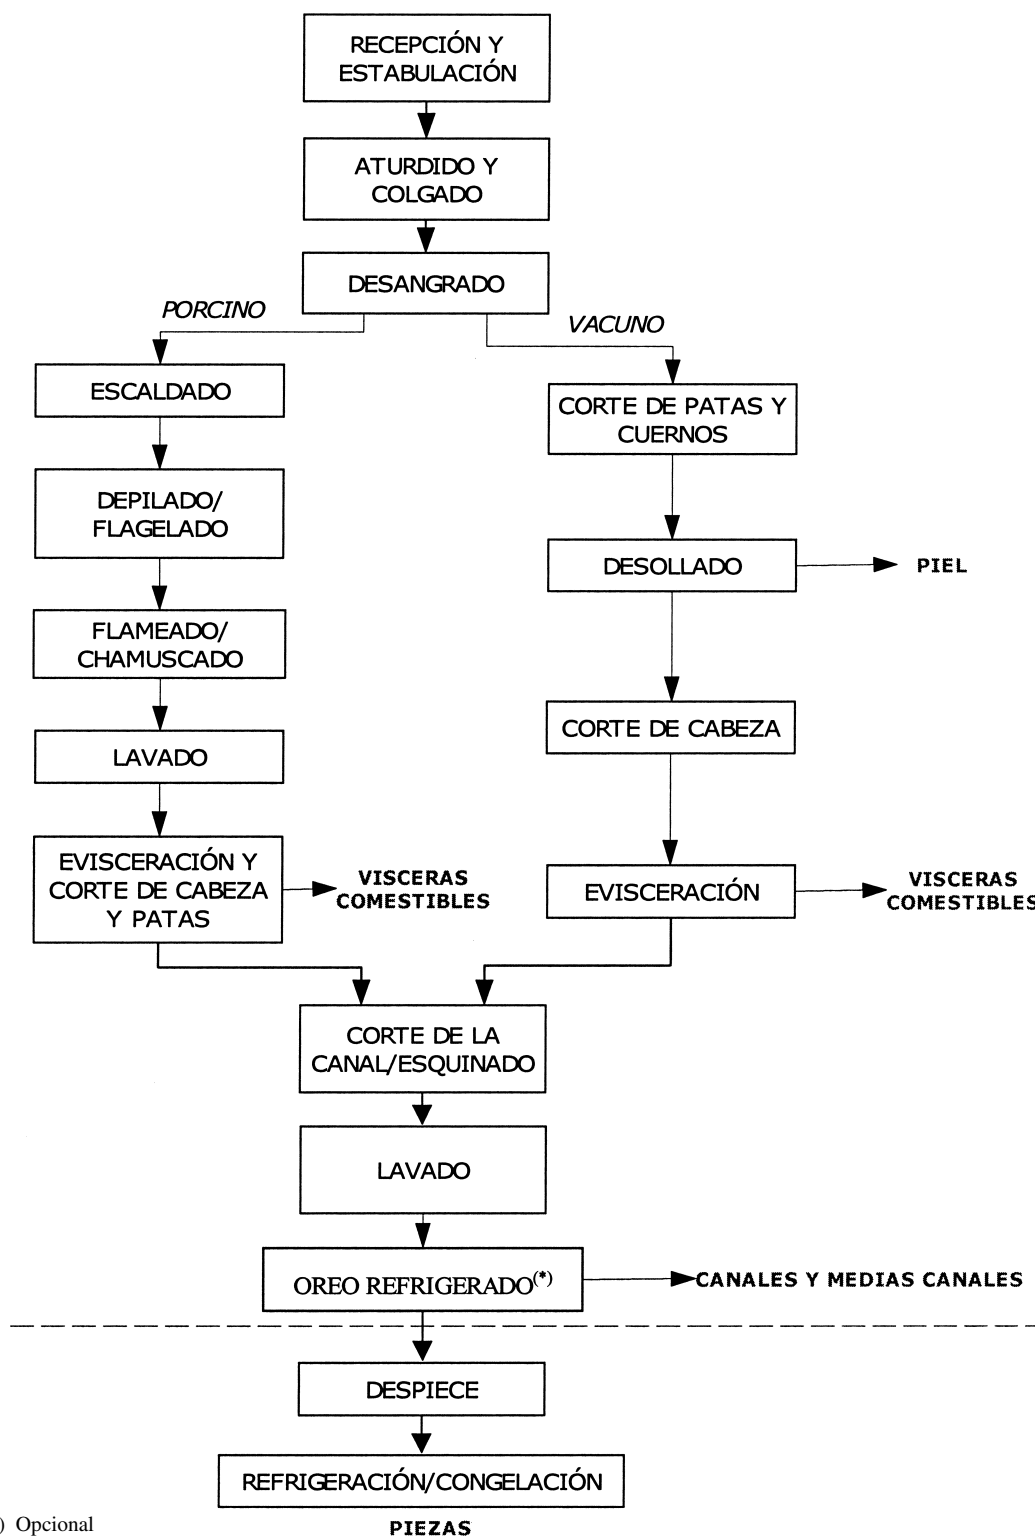 RECEPCIÓN Y
ESTABULACIÓN
ATURDIDO Y
COLGADO
DESANGRADO
PORCINO
VACUNO
ESCALDADO
CORTE DE PATAS Y
CUERNOS
DEPILADO/
FLAGELADO
DESOLLADO
PIEL
FLAMEADO/
CHAMUSCADO
CORTE DE CABEZA
LAVADO
EVISCERACIÓN Y
CORTE DE CABEZA
Y PATAS
VISCERAS
COMESTIBLES
EVISCERACIÓN
VISCERAS
COMESTIBLES
CORTE DE LA
CANAL/ESQUINADO
LAVADO
OREO REFRIGERADO(*)
CANALES Y MEDIAS CANALES
DESPIECE
REFRIGERACIÓN/CONGELACIÓN
) Opcional
PIEZAS